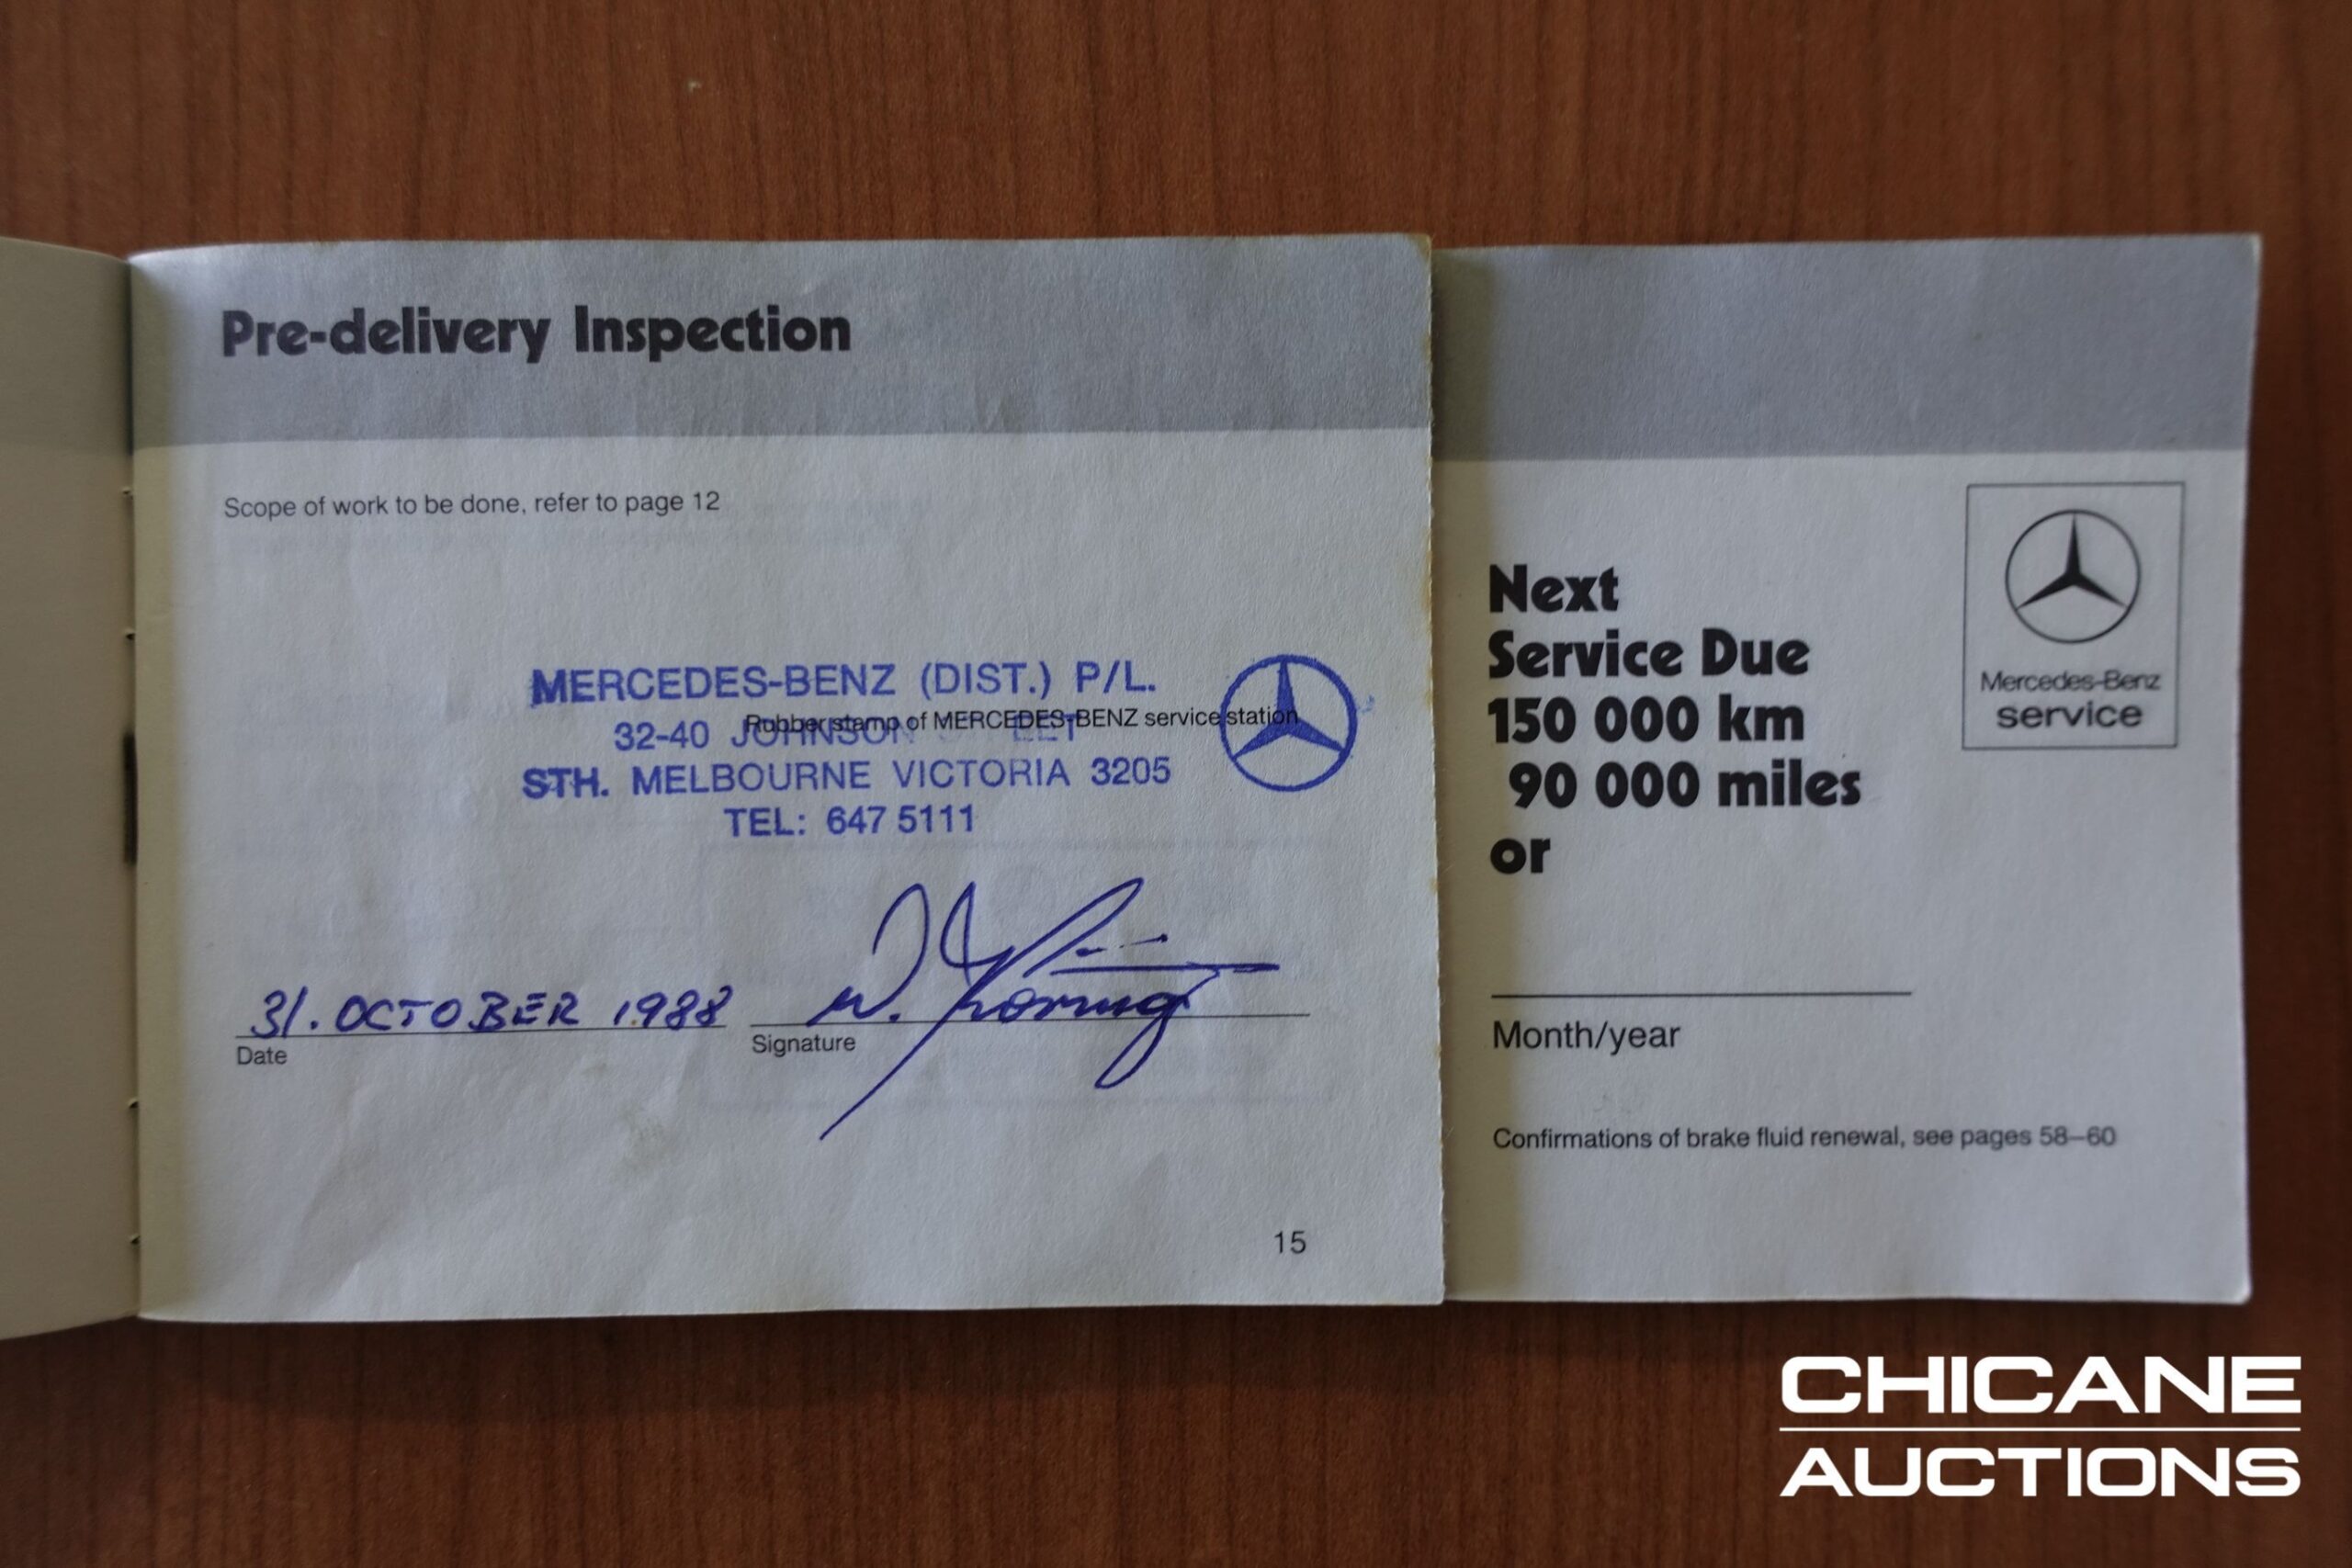 Pre-delivery Inspection
Scope of work to be done, refer to page 12
MERCEDES-BENZ (DIST.) P/L.
Rubber stamp of MERCEDES-BENZ service station
32-40 JOHNSON
STH. MELBOURNE VICTORIA 3205
TEL: 647 5111
31. OCTOBER 1988
Date
Signature
15
Next
Service Due
150 000 km
90 000 miles
or
Mercedes-Benz
service
Month/year
Confirmations of brake fluid renewal, see pages 58–60
CHICANE
AUCTIONS